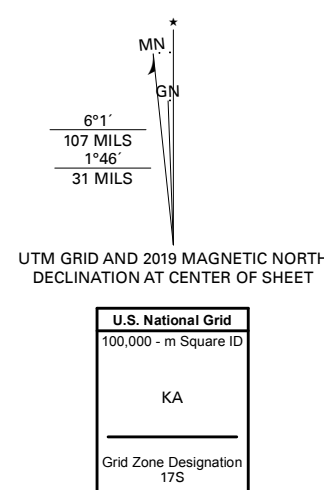 ★
MN
GN
6°1´
107 MILS
1°46´
31 MILS
UTM GRID AND 2019 MAGNETIC NORTH
DECLINATION AT CENTER OF SHEET
U.S. National Grid
100,000 - m Square ID
KA
Grid Zone Designation
17S